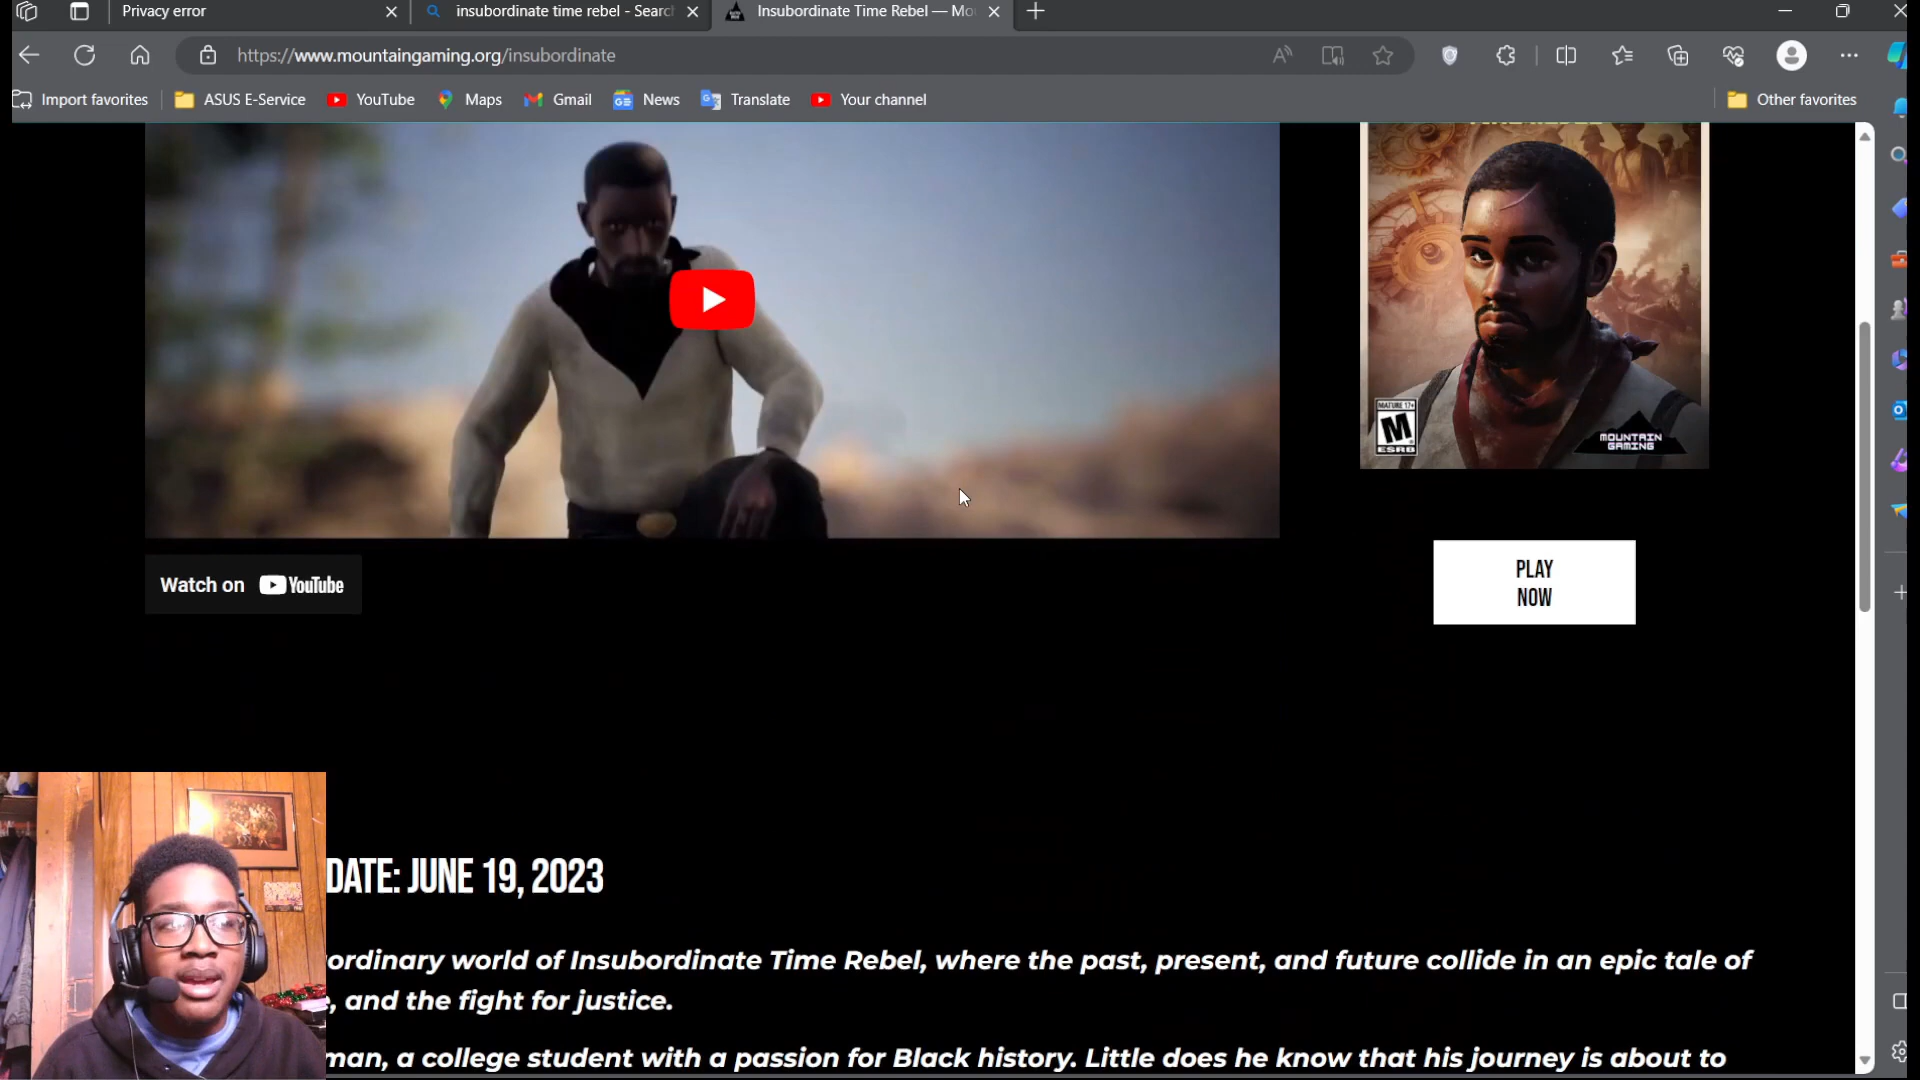 Privacy error
insubordinate time rebel - Searc
Insubordinate Time Rebel — Mo
https://www.mountaingaming.org/insubordinate
Import favorites
ASUS E-Service
YouTube
Maps
Gmail
News
Translate
Your channel
Other favorites
MATURE 17+
M
ESRB
MOUNTAIN
GAMING
Watch on YouTube
PLAY
NOW
DATE: JUNE 19, 2023
ordinary world of Insubordinate Time Rebel, where the past, present, and future collide in an epic tale of
, and the fight for justice.
man, a college student with a passion for Black history. Little does he know that his journey is about to